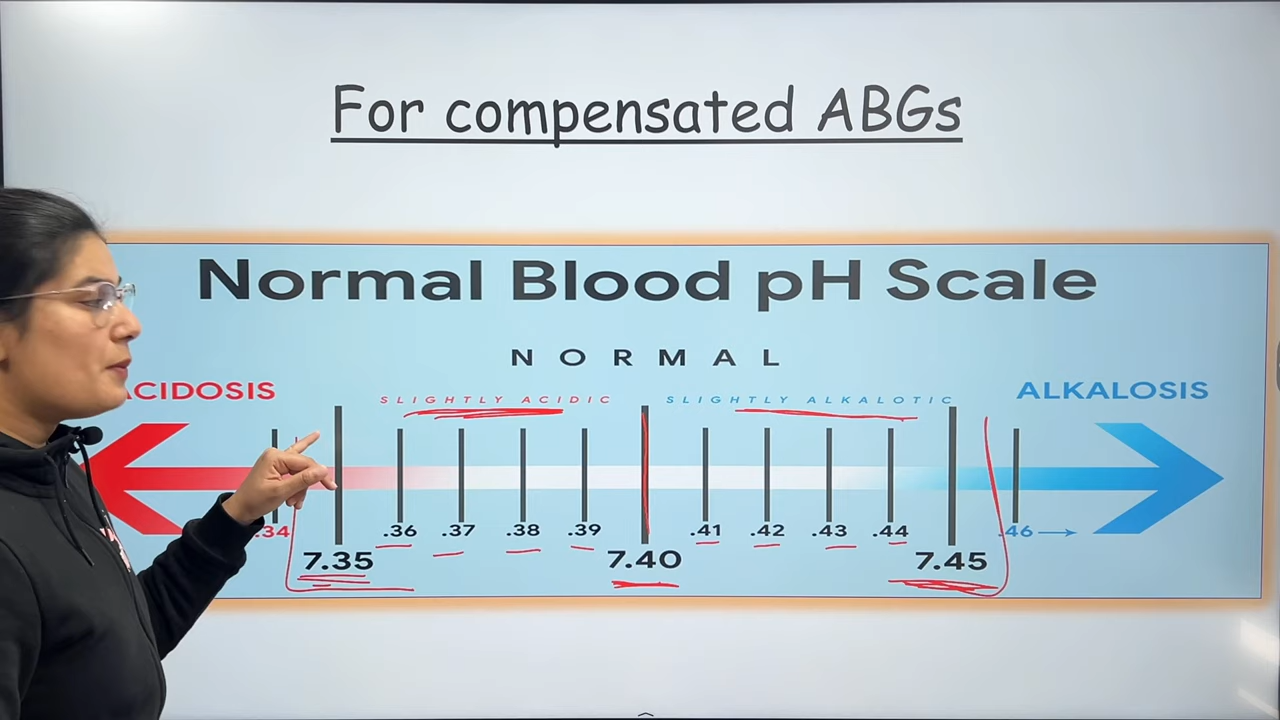 For compensated ABGs
Normal Blood pH Scale
NORMAL
CIDOSIS
ALKALOSIS
SLIGHTLY ACIDIC
SLIGHTLY ALKALOTIC
.34 .36 .37 .38 .39 .41 .42 .43 .44 .46
7.35 7.40 7.45